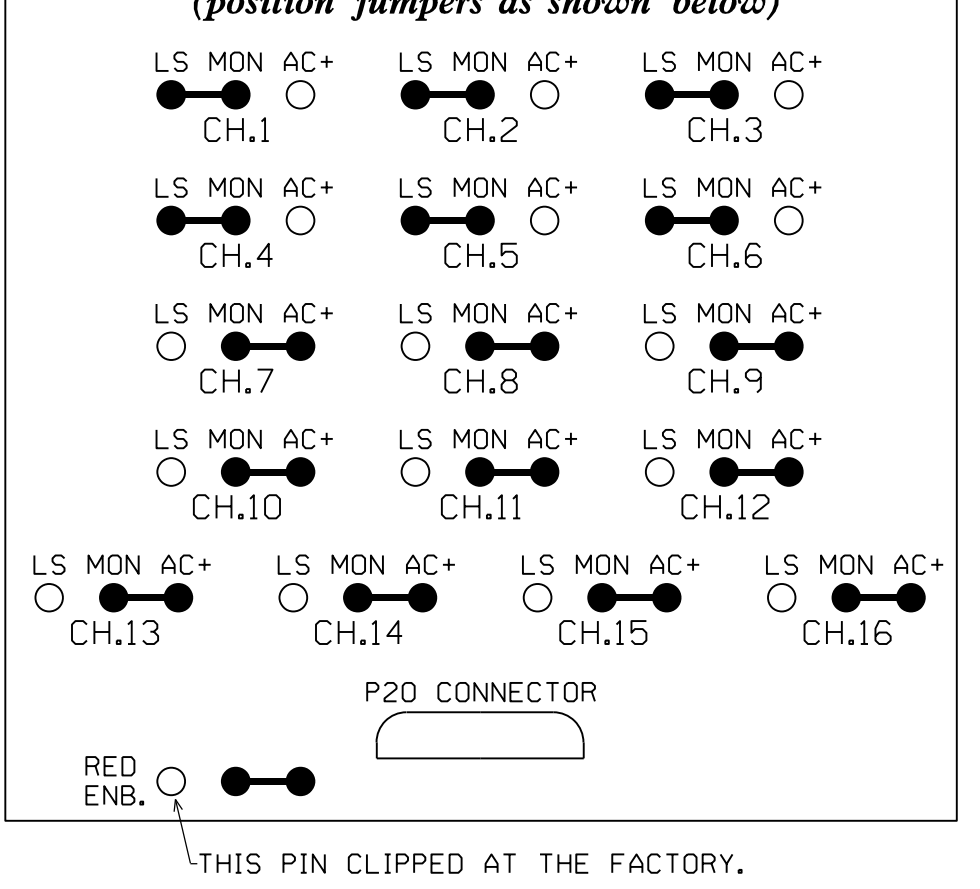 (position jumpers as shown below)
LS MON AC+ LS MON AC+ LS MON AC+
CH.1 CH.2 CH.3
LS MON AC+ LS MON AC+ LS MON AC+
CH.4 CH.5 CH.6
LS MON AC+ LS MON AC+ LS MON AC+
CH.7 CH.8 CH.9
LS MON AC+ LS MON AC+ LS MON AC+
CH.10 CH.11 CH.12
LS MON AC+ LS MON AC+ LS MON AC+ LS MON AC+
CH.13 CH.14 CH.15 CH.16
P20 CONNECTOR
RED
ENB.
THIS PIN CLIPPED AT THE FACTORY.